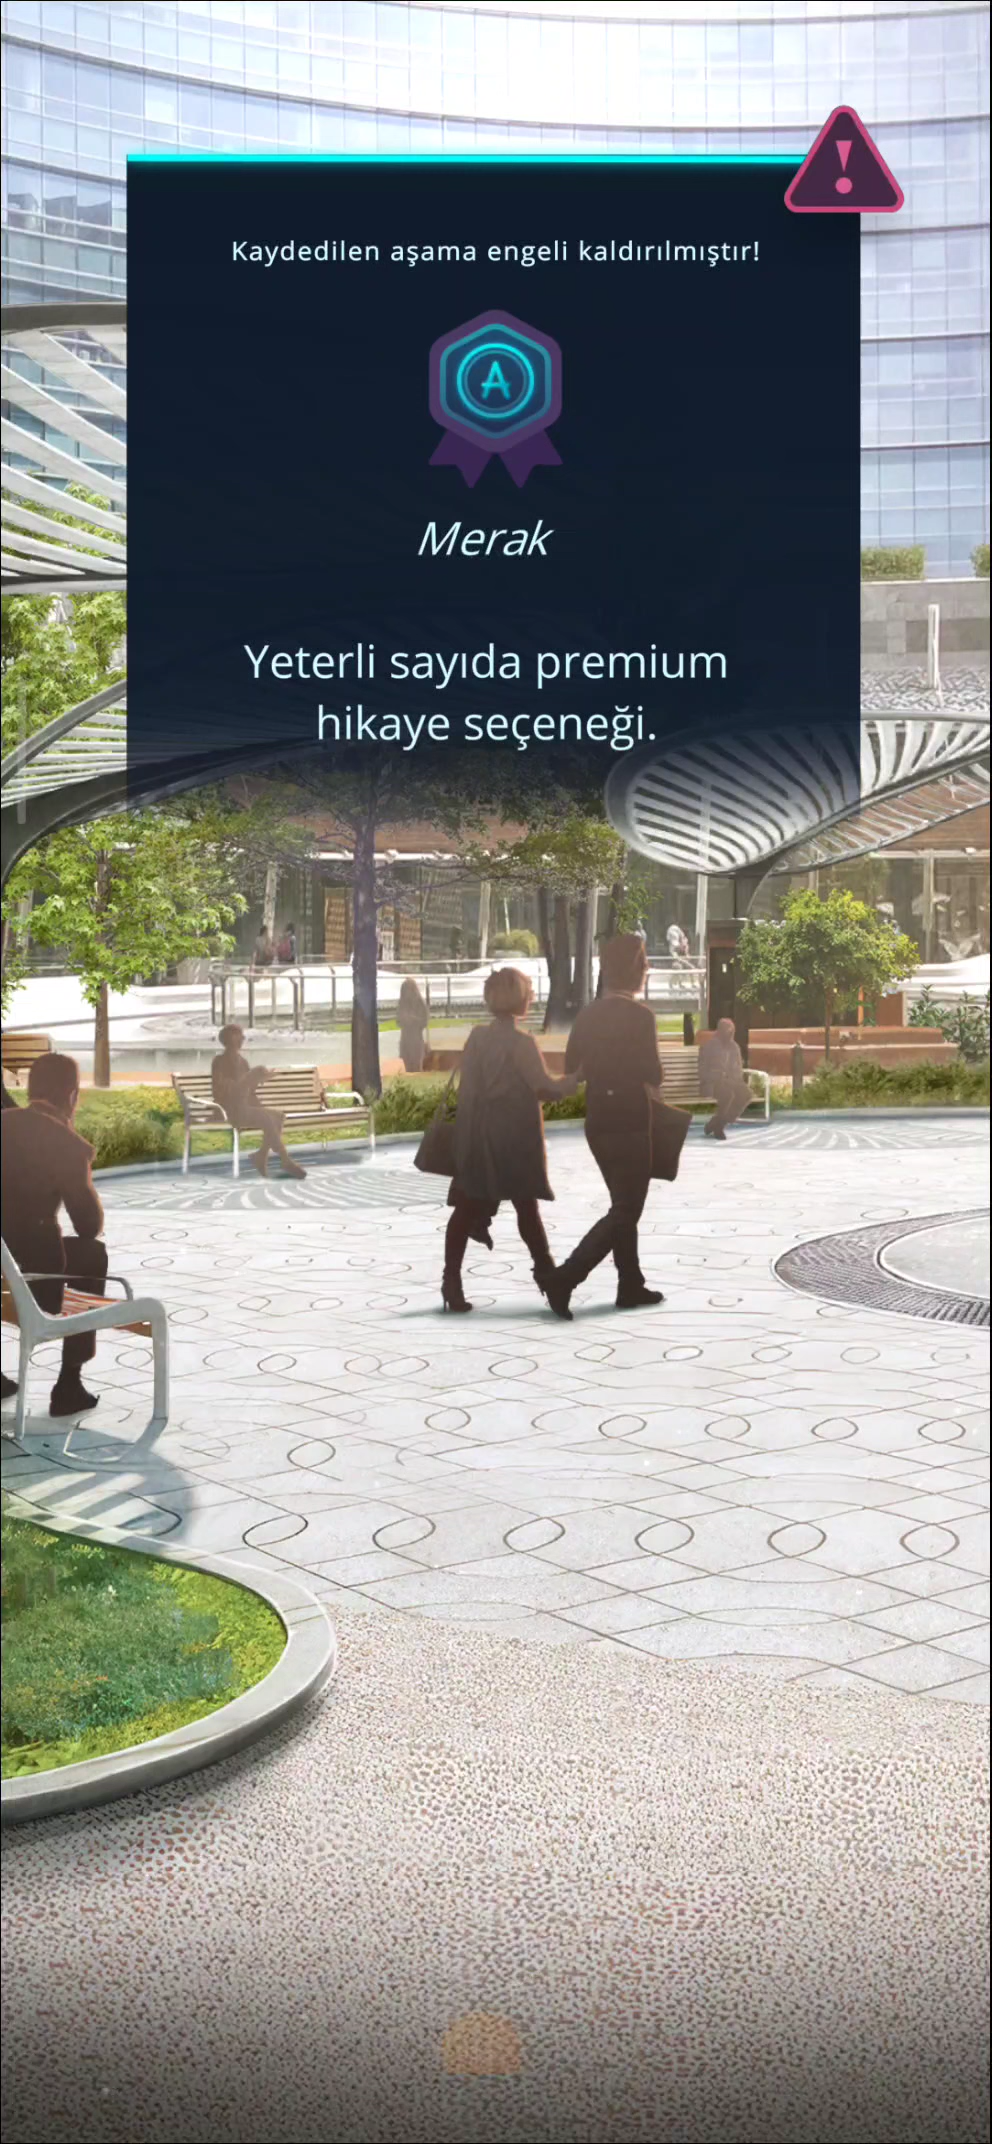 Kaydedilen aşama engeli kaldırılmıştır!
A
Merak
Yeterli sayıda premium
hikaye seçeneği.